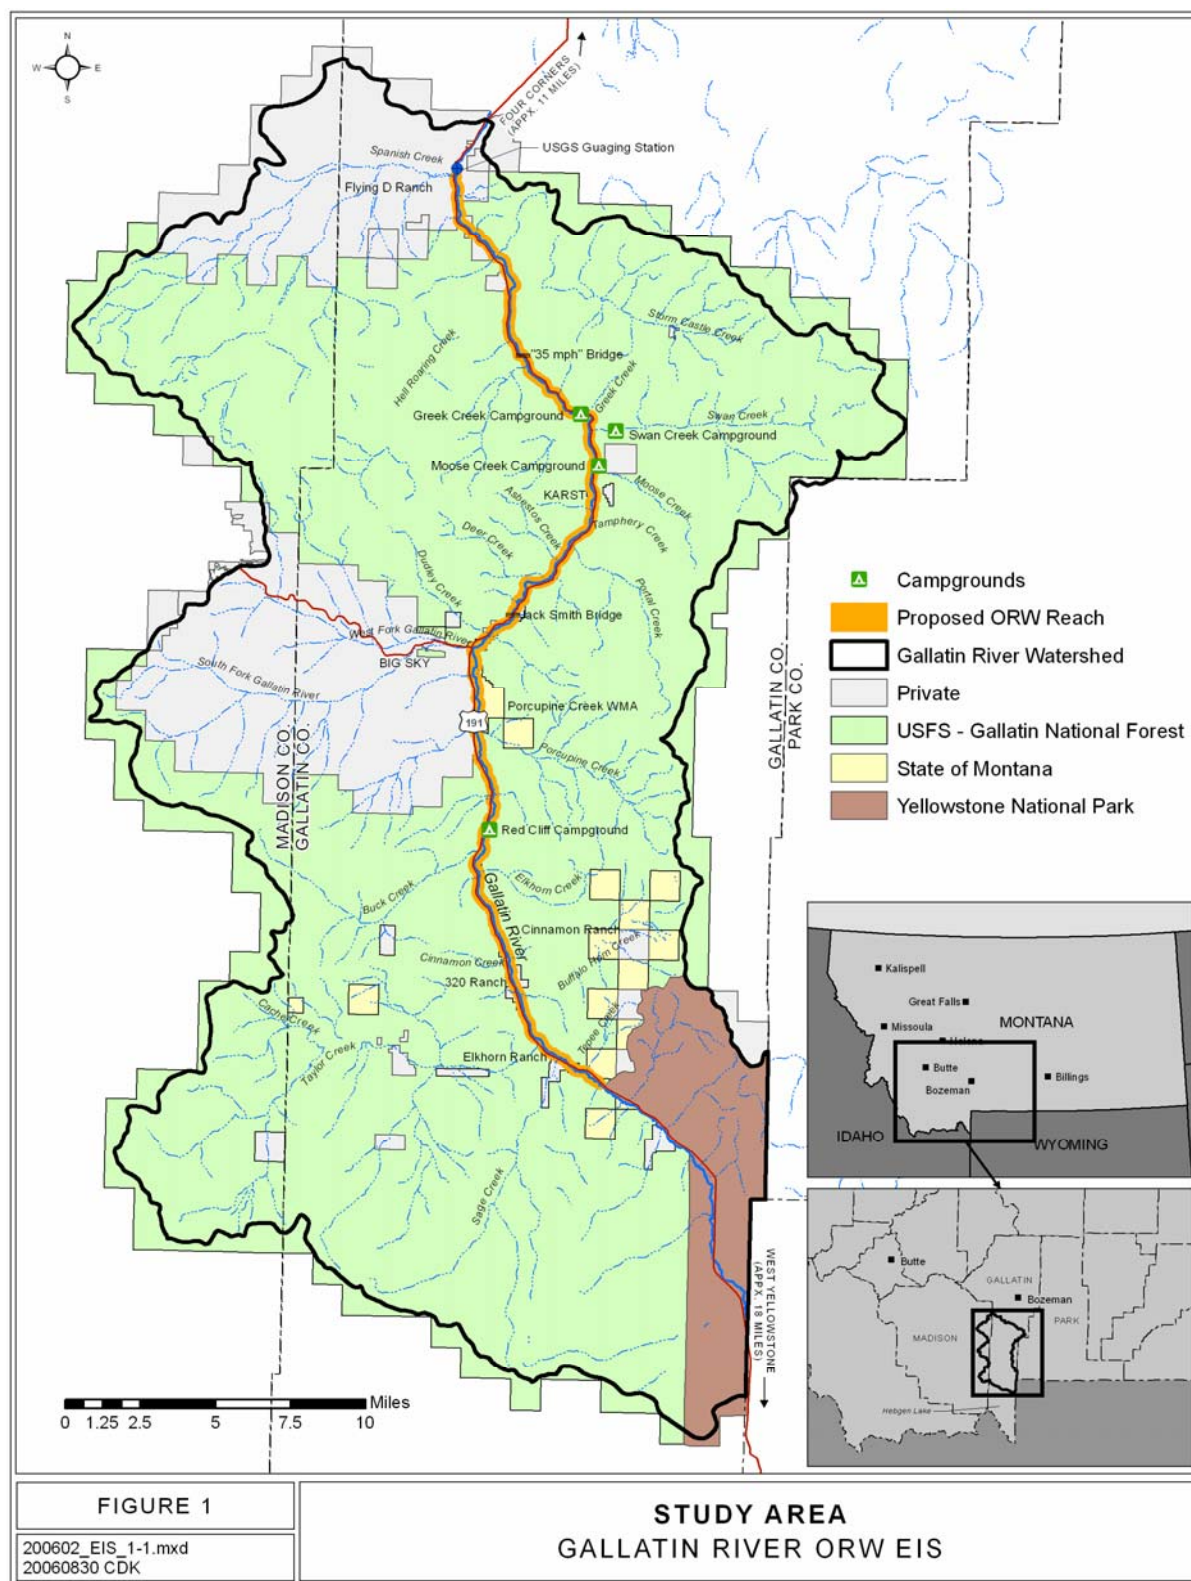 N
W E
S
FOUR CORNERS
(APPX. 11 MILES)
USGS Guaging Station
Spanish Creek
Flying D Ranch
Storm Castle Creek
Hell Roaring Creek
"35 mph" Bridge
Greek Creek
Greek Creek Campground
Swan Creek
Swan Creek Campground
Moose Creek Campground
Moose Creek
KARST
Asbestos Creek
Tamphery Creek
Deer Creek
Dudley Creek
Portal Creek
Jack Smith Bridge
West Fork Gallatin River
BIG SKY
South Fork Gallatin River
Porcupine Creek WMA
191
Porcupine Creek
MADISON CO.
GALLATIN CO.
GALLATIN CO.
PARK CO.
Red Cliff Campground
Gallatin River
Elkhorn Creek
Buck Creek
Cinnamon Ranch
Cinnamon Creek
Buffalo Horn Creek
320 Ranch
Cache Creek
Taylor Creek
Tepee Creek
Elkhorn Ranch
Sage Creek
WEST YELLOWSTONE
(APPX. 18 MILES)
Campgrounds
Proposed ORW Reach
Gallatin River Watershed
Private
USFS - Gallatin National Forest
State of Montana
Yellowstone National Park
Kalispell
Great Falls
Missoula
MONTANA
Helena
Butte
Bozeman
Billings
IDAHO
WYOMING
Butte
GALLATIN
Bozeman
MADISON
PARK
Hebgen Lake
Miles
0 1.25 2.5 5 7.5 10
FIGURE 1
200602_EIS_1-1.mxd
20060830 CDK
STUDY AREA
GALLATIN RIVER ORW EIS